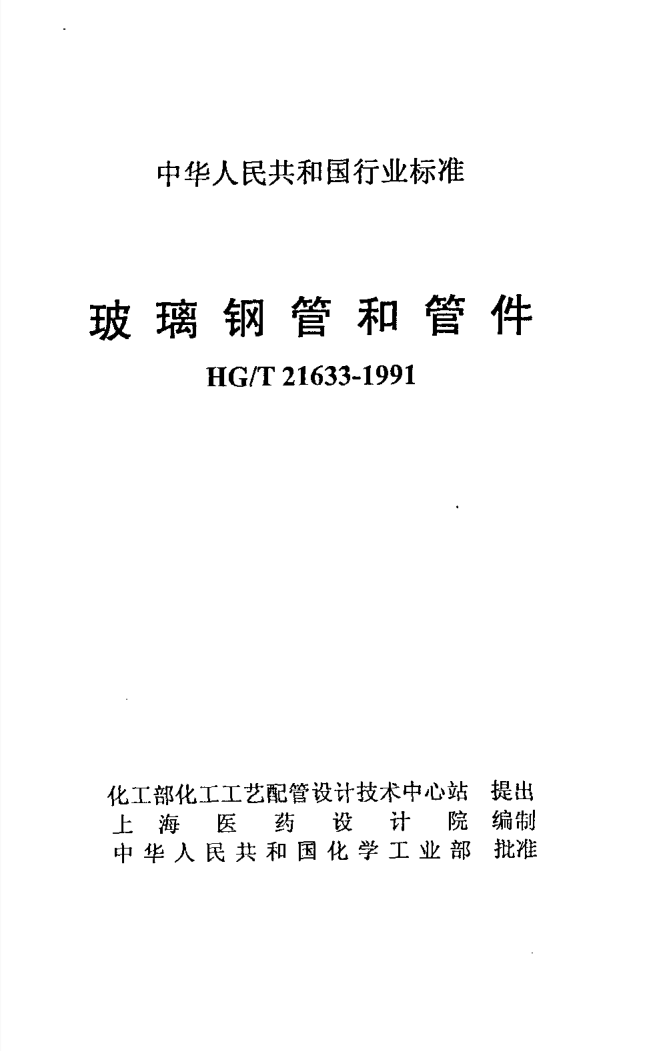 中华人民共和国行业标准
玻璃钢管和管件
HG/T 21633-1991
化工部化工工艺配管设计技术中心站 提出
上海医药设计院 编制
中华人民共和国化学工业部 批准